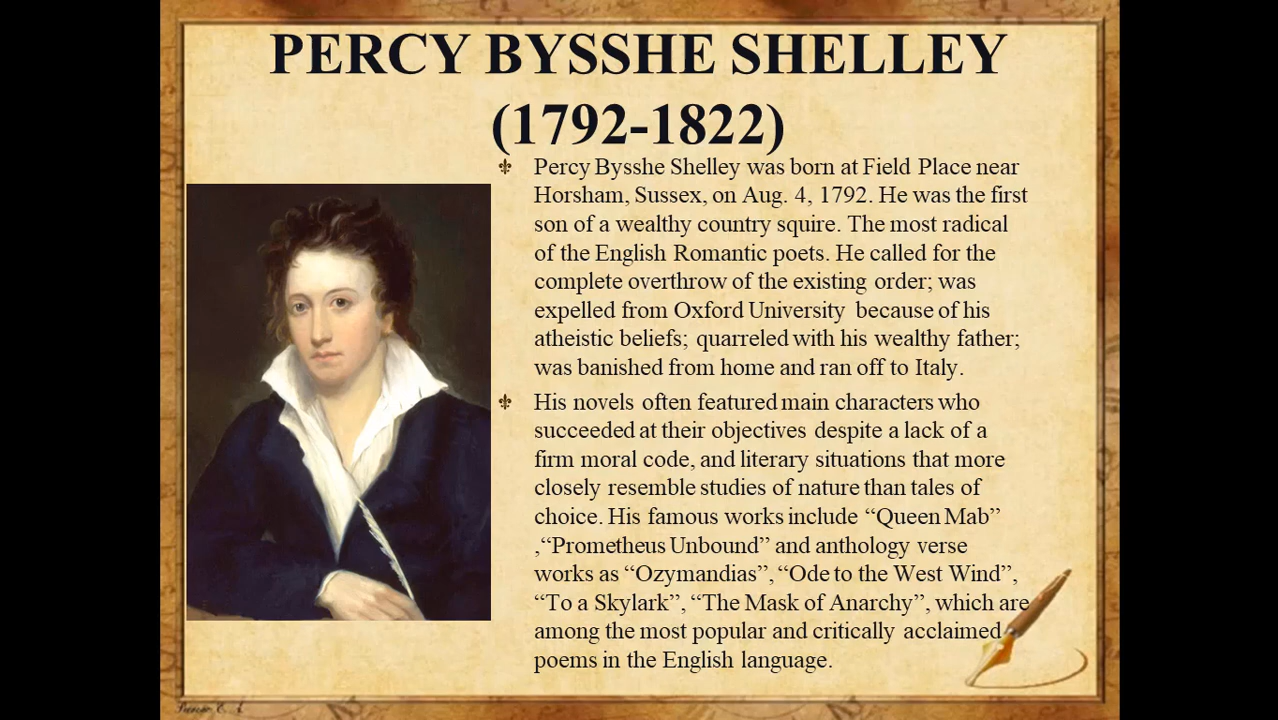 PERCY BYSSHE SHELLEY
(1792-1822)
Percy Bysshe Shelley was born at Field Place near
Horsham, Sussex, on Aug. 4, 1792. He was the first
son of a wealthy country squire. The most radical
of the English Romantic poets. He called for the
complete overthrow of the existing order; was
expelled from Oxford University because of his
atheistic beliefs; quarreled with his wealthy father;
was banished from home and ran off to Italy.
His novels often featured main characters who
succeeded at their objectives despite a lack of a
firm moral code, and literary situations that more
closely resemble studies of nature than tales of
choice. His famous works include “Queen Mab”
,“Prometheus Unbound” and anthology verse
works as “Ozymandias”, “Ode to the West Wind”,
“To a Skylark”, “The Mask of Anarchy”, which are
among the most popular and critically acclaimed
poems in the English language.